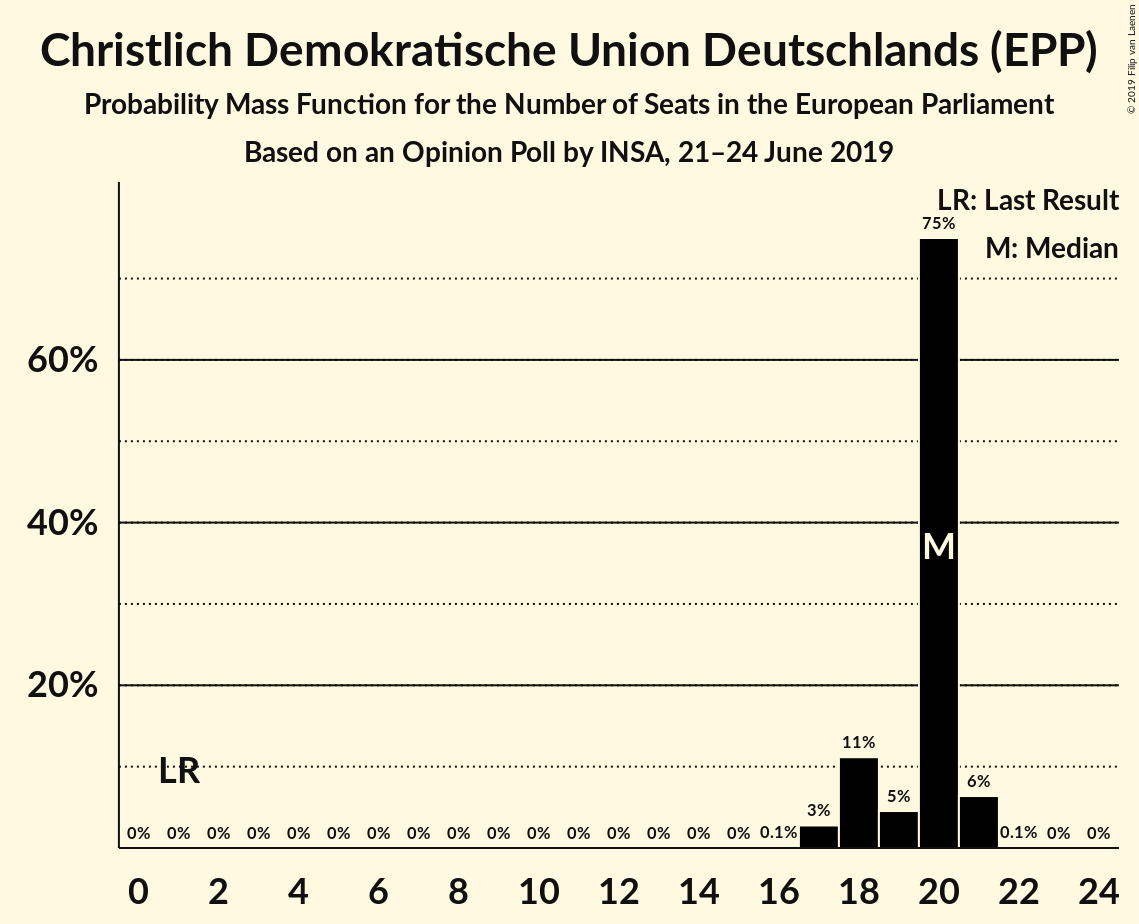 Christlich Demokratische Union Deutschlands (EPP)
Probability Mass Function for the Number of Seats in the European Parliament
Based on an Opinion Poll by INSA, 21–24 June 2019
© 2019 Filip van Laenen
LR: Last Result
75%
M: Median
60%
40%
M
20%
11%
LR
6%
5%
3%
0% 0% 0% 0% 0% 0% 0% 0% 0% 0% 0% 0% 0% 0% 0% 0% 0.1% 0.1% 0% 0%
0 2 4 6 8 10 12 14 16 18 20 22 24